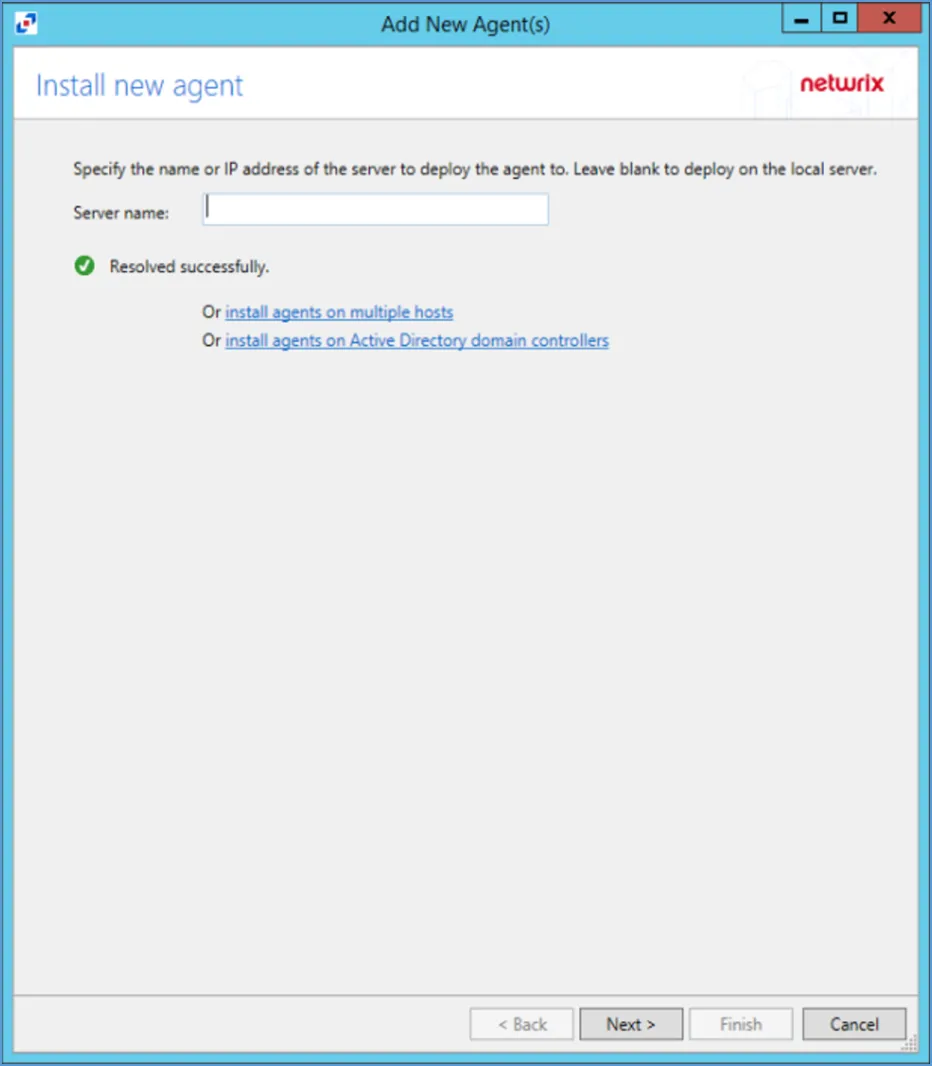 Add New Agent(s)
Install new agent
netwrix
Specify the name or IP address of the server to deploy the agent to. Leave blank to deploy on the local server.
Server name:
Resolved successfully.
Or install agents on multiple hosts
Or install agents on Active Directory domain controllers
< Back Next > Finish Cancel